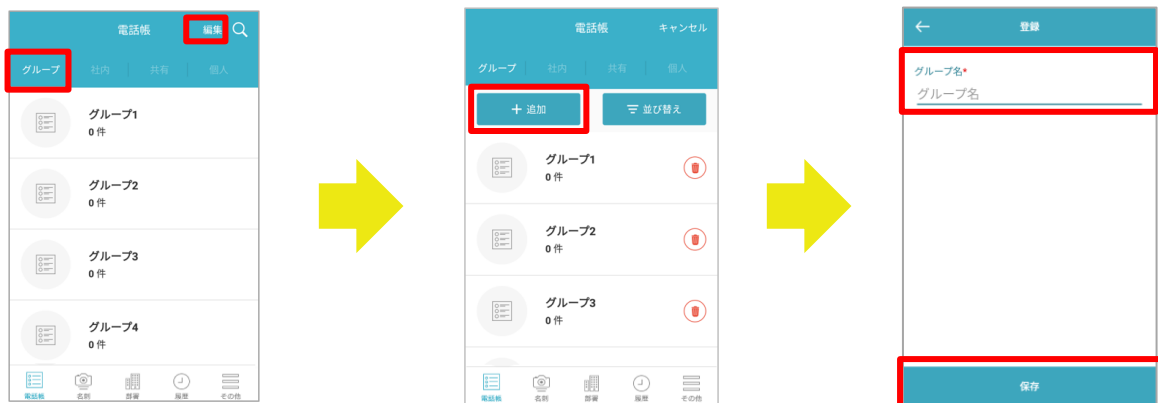 電話帳 編集
グループ 社内 共有 個人
グループ1
0 件
グループ2
0 件
グループ3
0 件
グループ4
0 件
電話帳 名刺 部署 履歴 その他
電話帳 キャンセル
グループ 社内 共有 個人
+ 追加 並び替え
グループ1
0 件
グループ2
0 件
グループ3
0 件
電話帳 名刺 部署 履歴 その他
← 登録
グループ名*
グループ名
保存